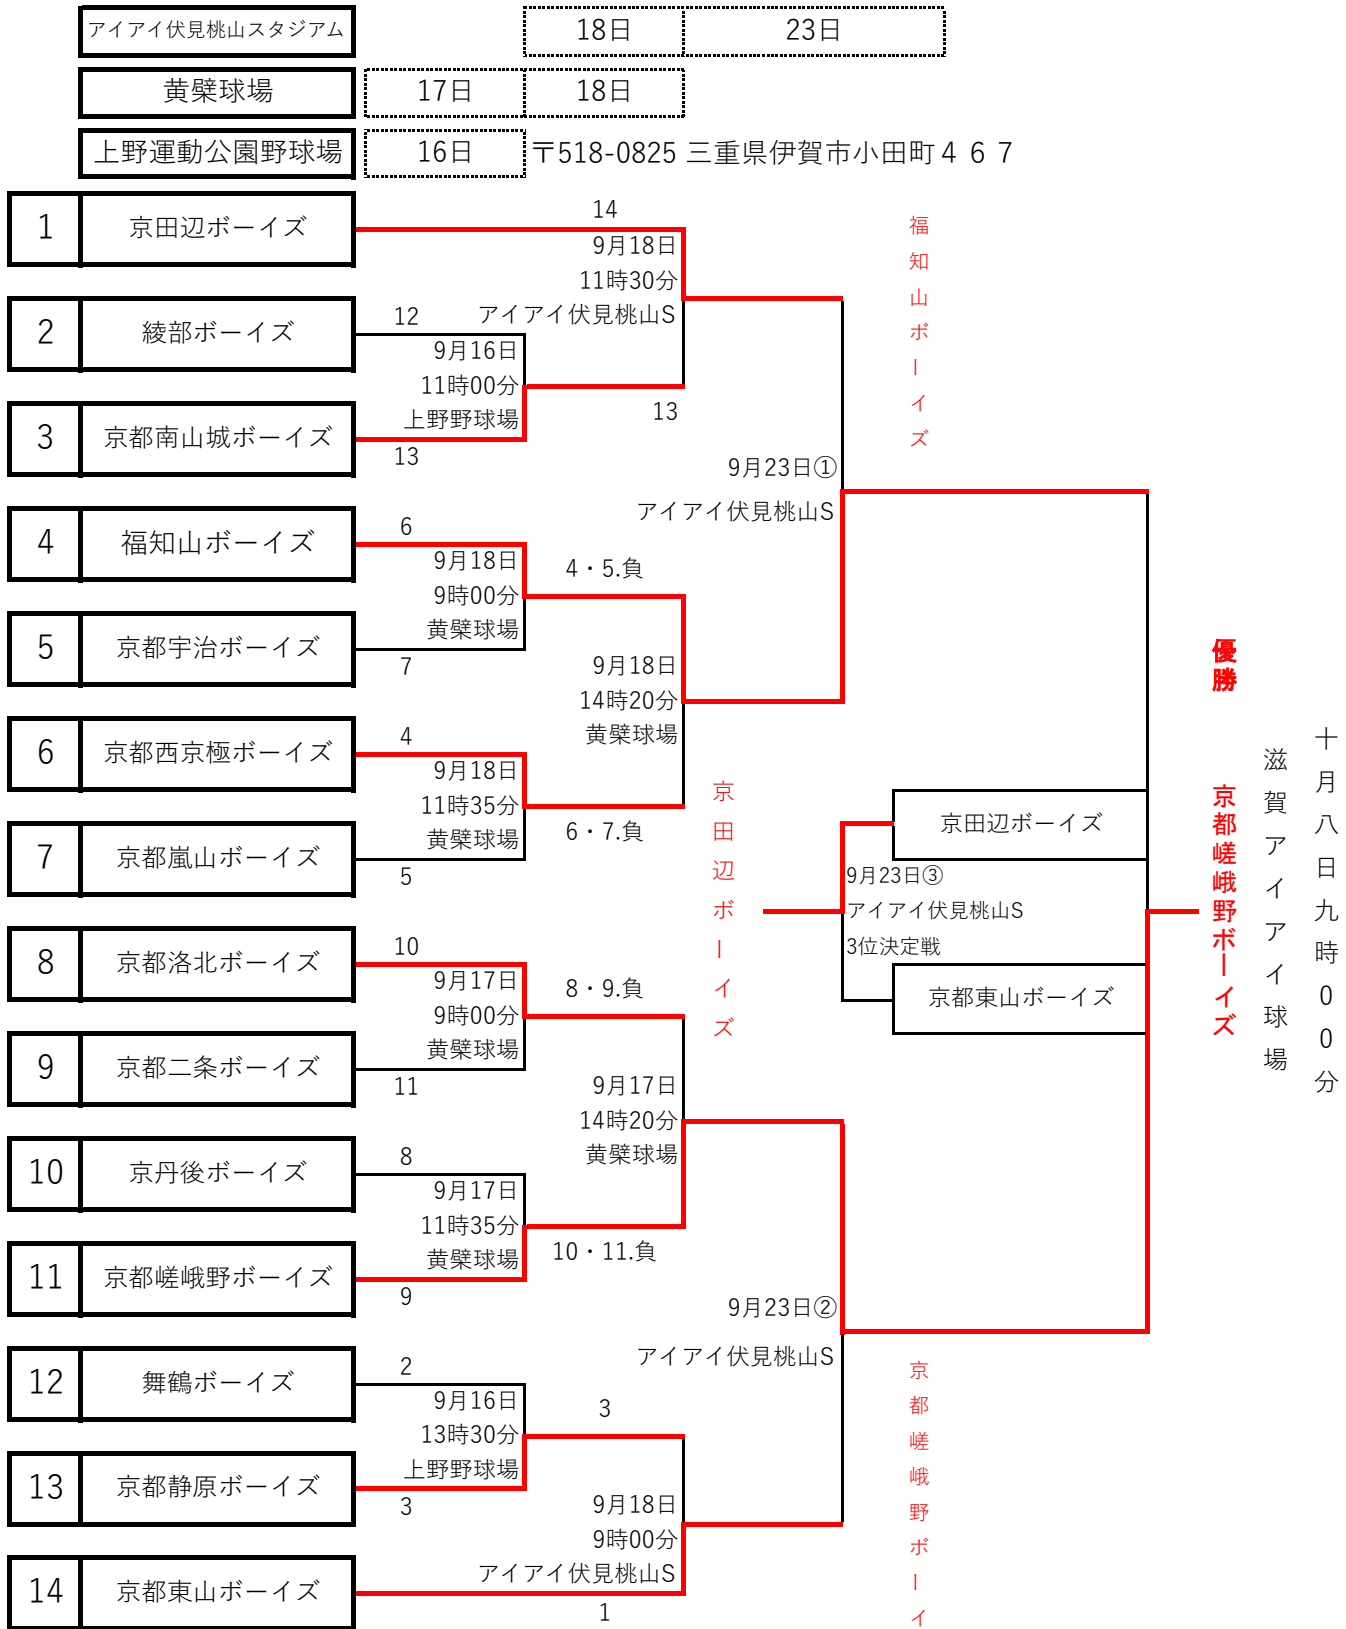 アイアイ伏見桃山スタジアム
18日
23日
黄檗球場
17日
18日
上野運動公園野球場
16日
〒518-0825 三重県伊賀市小田町４６７
1
京田辺ボーイズ
14
9月18日
11時30分
アイアイ伏見桃山S
福知山ボーイズ
2
綾部ボーイズ
12
9月16日
11時00分
上野野球場
13
3
京都南山城ボーイズ
13
9月23日①
アイアイ伏見桃山S
4
福知山ボーイズ
6
9月18日
9時00分
黄檗球場
4・5.負
5
京都宇治ボーイズ
7
9月18日
14時20分
黄檗球場
6
京都西京極ボーイズ
4
9月18日
11時35分
黄檗球場
6・7.負
7
京都嵐山ボーイズ
5
京田辺ボーイズ
京田辺ボーイズ
9月23日③
アイアイ伏見桃山S
3位決定戦
京都東山ボーイズ
優勝 京都嵯峨野ボーイズ
滋賀アイアイ球場
十月八日九時00分
8
京都洛北ボーイズ
10
9月17日
9時00分
黄檗球場
8・9.負
9
京都二条ボーイズ
11
9月17日
14時20分
黄檗球場
10
京丹後ボーイズ
8
9月17日
11時35分
黄檗球場
10・11.負
11
京都嵯峨野ボーイズ
9
9月23日②
アイアイ伏見桃山S
12
舞鶴ボーイズ
2
9月16日
13時30分
上野野球場
3
13
京都静原ボーイズ
3
9月18日
9時00分
アイアイ伏見桃山S
14
京都東山ボーイズ
1
京都嵯峨野ボーイ